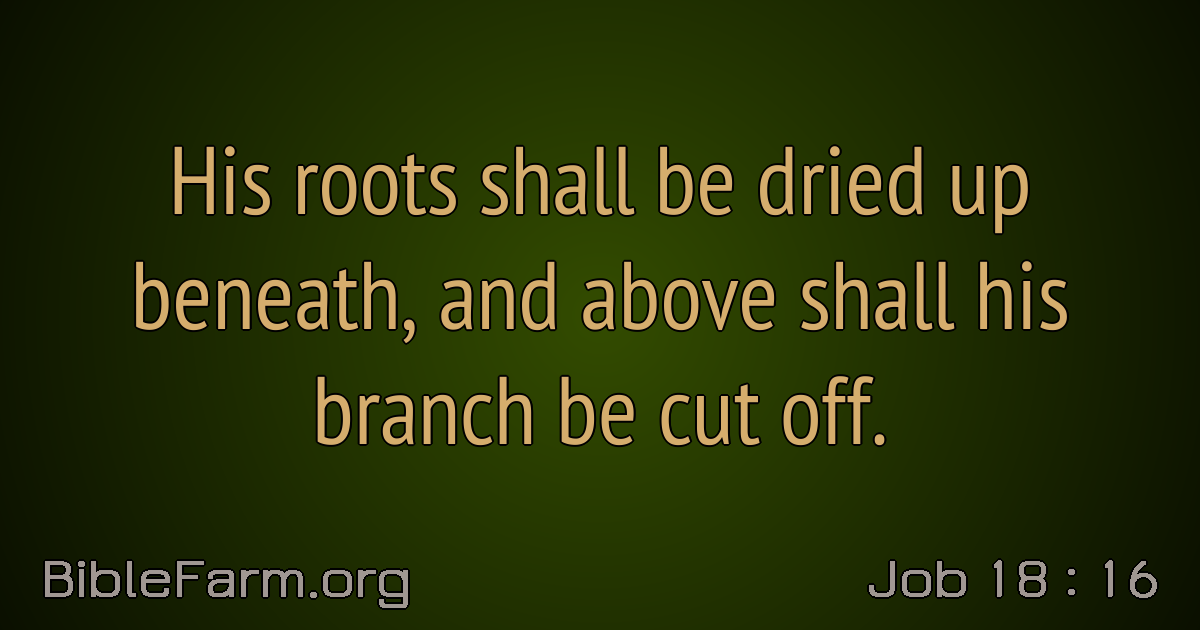 His roots shall be dried up
beneath, and above shall his
branch be cut off.
BibleFarm.org
Job 18 : 16